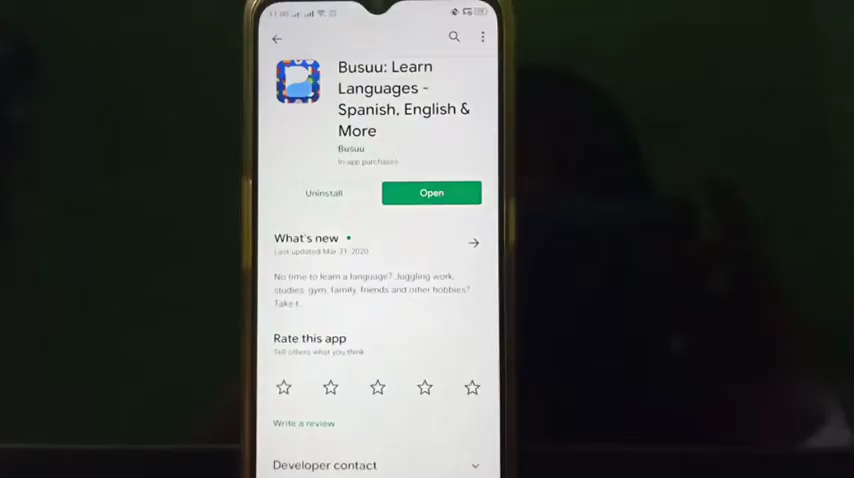 Busuu: Learn
Languages -
Spanish, English &
More
Busuu
In-app purchases
Uninstall
Open
What's new •
Last updated Mar 31, 2020
No time to learn a language? Juggling work,
studies, gym, family, friends and other hobbies?
Take t...
Rate this app
Tell others what you think
Write a review
Developer contact